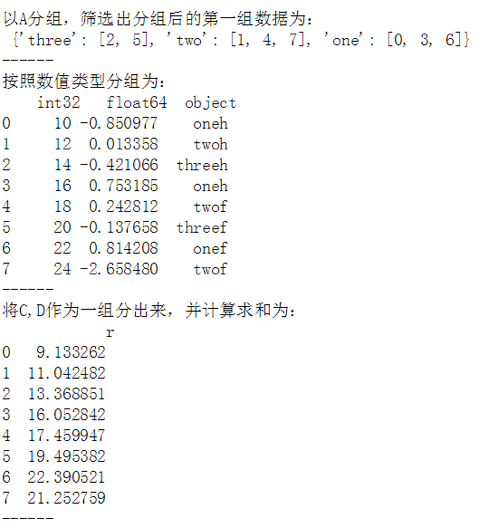 以A分组，筛选出分组后的第一组数据为：
 {'three': [2, 5], 'two': [1, 4, 7], 'one': [0, 3, 6]}
------
按照数值类型分组为：
   int32   float64  object
0     10 -0.850977    oneh
1     12  0.013358    twoh
2     14 -0.421066  threeh
3     16  0.753185    oneh
4     18  0.242812    twof
5     20 -0.137658  threef
6     22  0.814208    onef
7     24 -2.658480    twof
------
将C,D作为一组分出来，并计算求和为：
           r
0   9.133262
1  11.042482
2  13.368851
3  16.052842
4  17.459947
5  19.495382
6  22.390521
7  21.252759
------